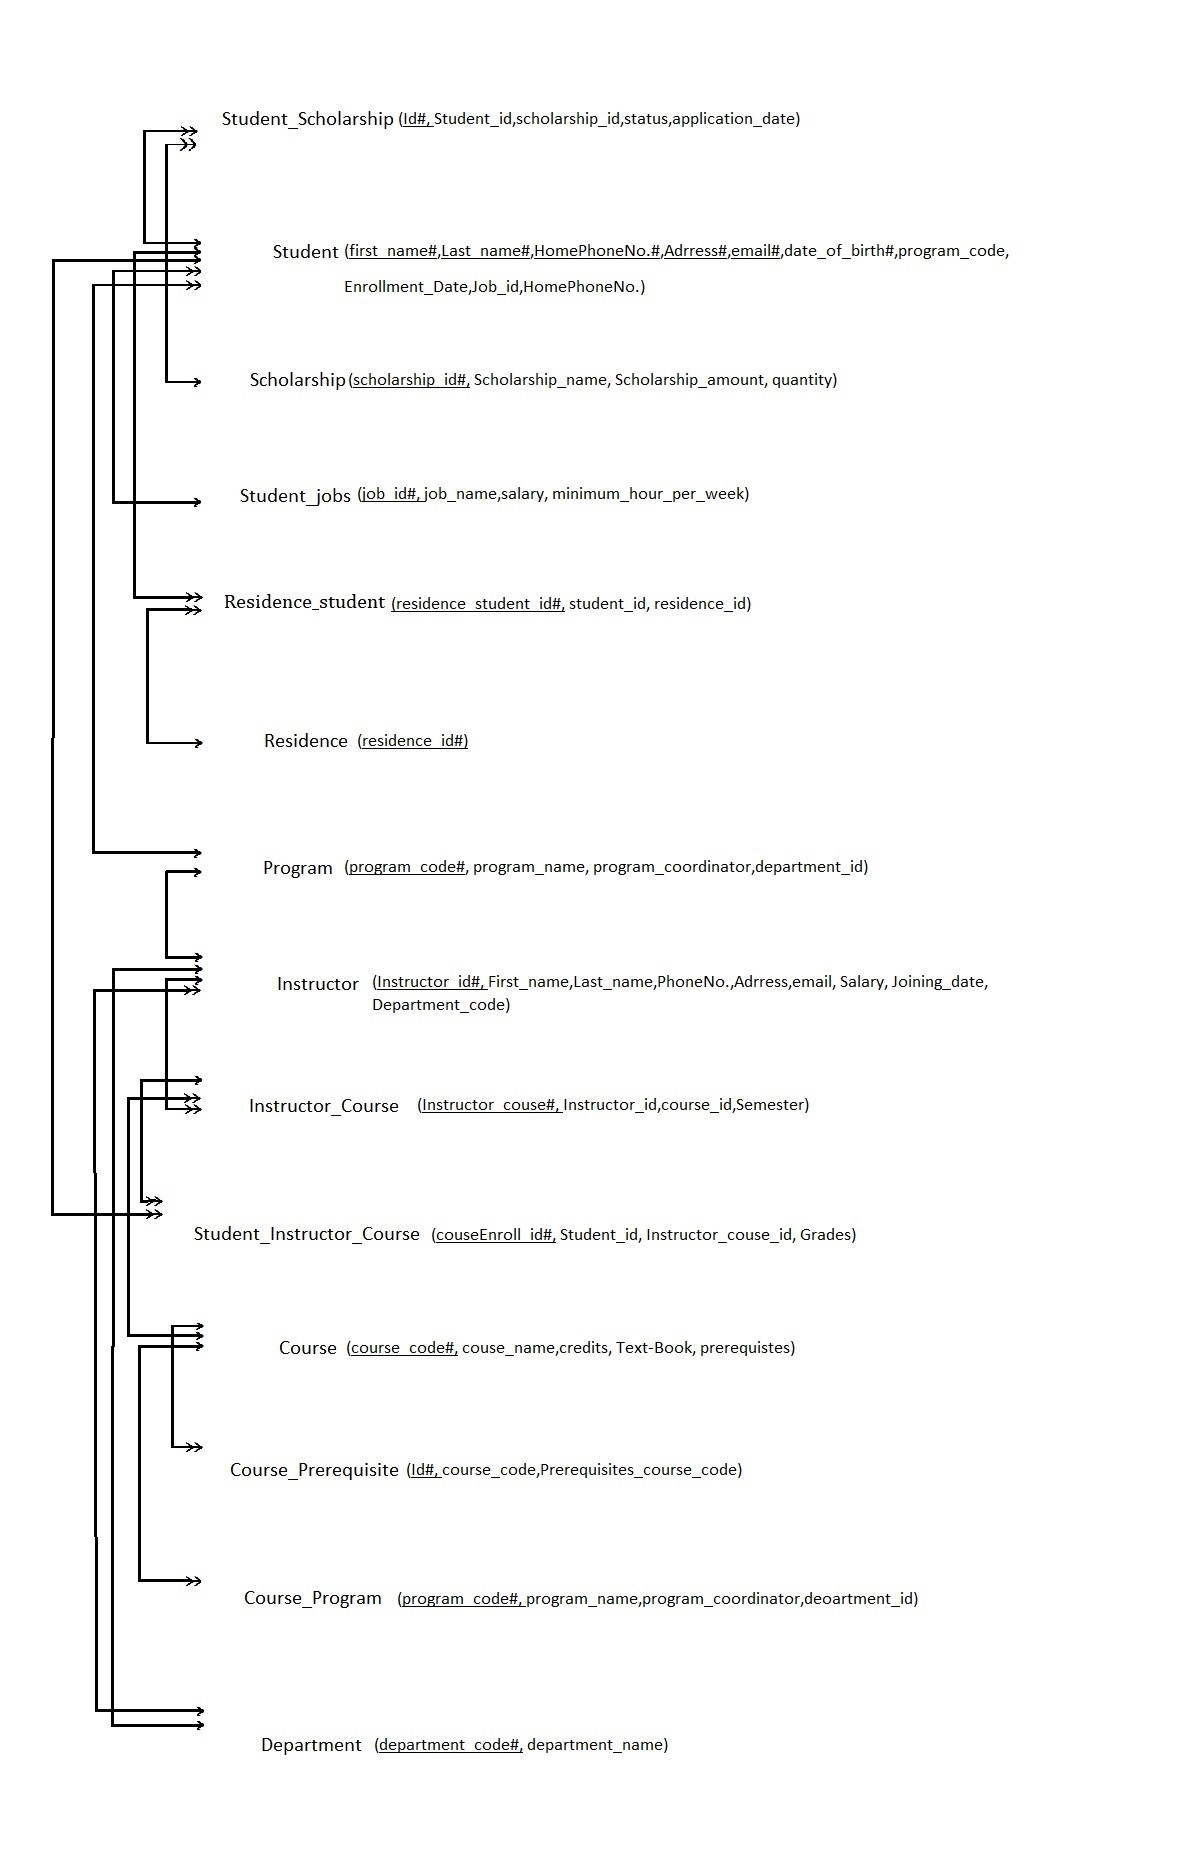 Student_Scholarship (Id#, Student_id,scholarship_id,status,application_date)
Student (first_name#,Last_name#,HomePhoneNo.#,Adrress#,email#,date_of_birth#,program_code,
Enrollment_Date,Job_id,HomePhoneNo.)
Scholarship (scholarship_id#, Scholarship_name, Scholarship_amount, quantity)
Student_jobs (job_id#, job_name,salary, minimum_hour_per_week)
Residence_student (residence_student_id#, student_id, residence_id)
Residence (residence_id#)
Program (program_code#, program_name, program_coordinator,department_id)
Instructor (Instructor_id#, First_name,Last_name,PhoneNo.,Adrress,email, Salary, Joining_date,
Department_code)
Instructor_Course (Instructor_couse#, Instructor_id,course_id,Semester)
Student_Instructor_Course (couseEnroll_id#, Student_id, Instructor_couse_id, Grades)
Course (course_code#, couse_name,credits, Text-Book, prerequistes)
Course_Prerequisite (Id#, course_code,Prerequisites_course_code)
Course_Program (program_code#, program_name,program_coordinator,deoartment_id)
Department (department_code#, department_name)